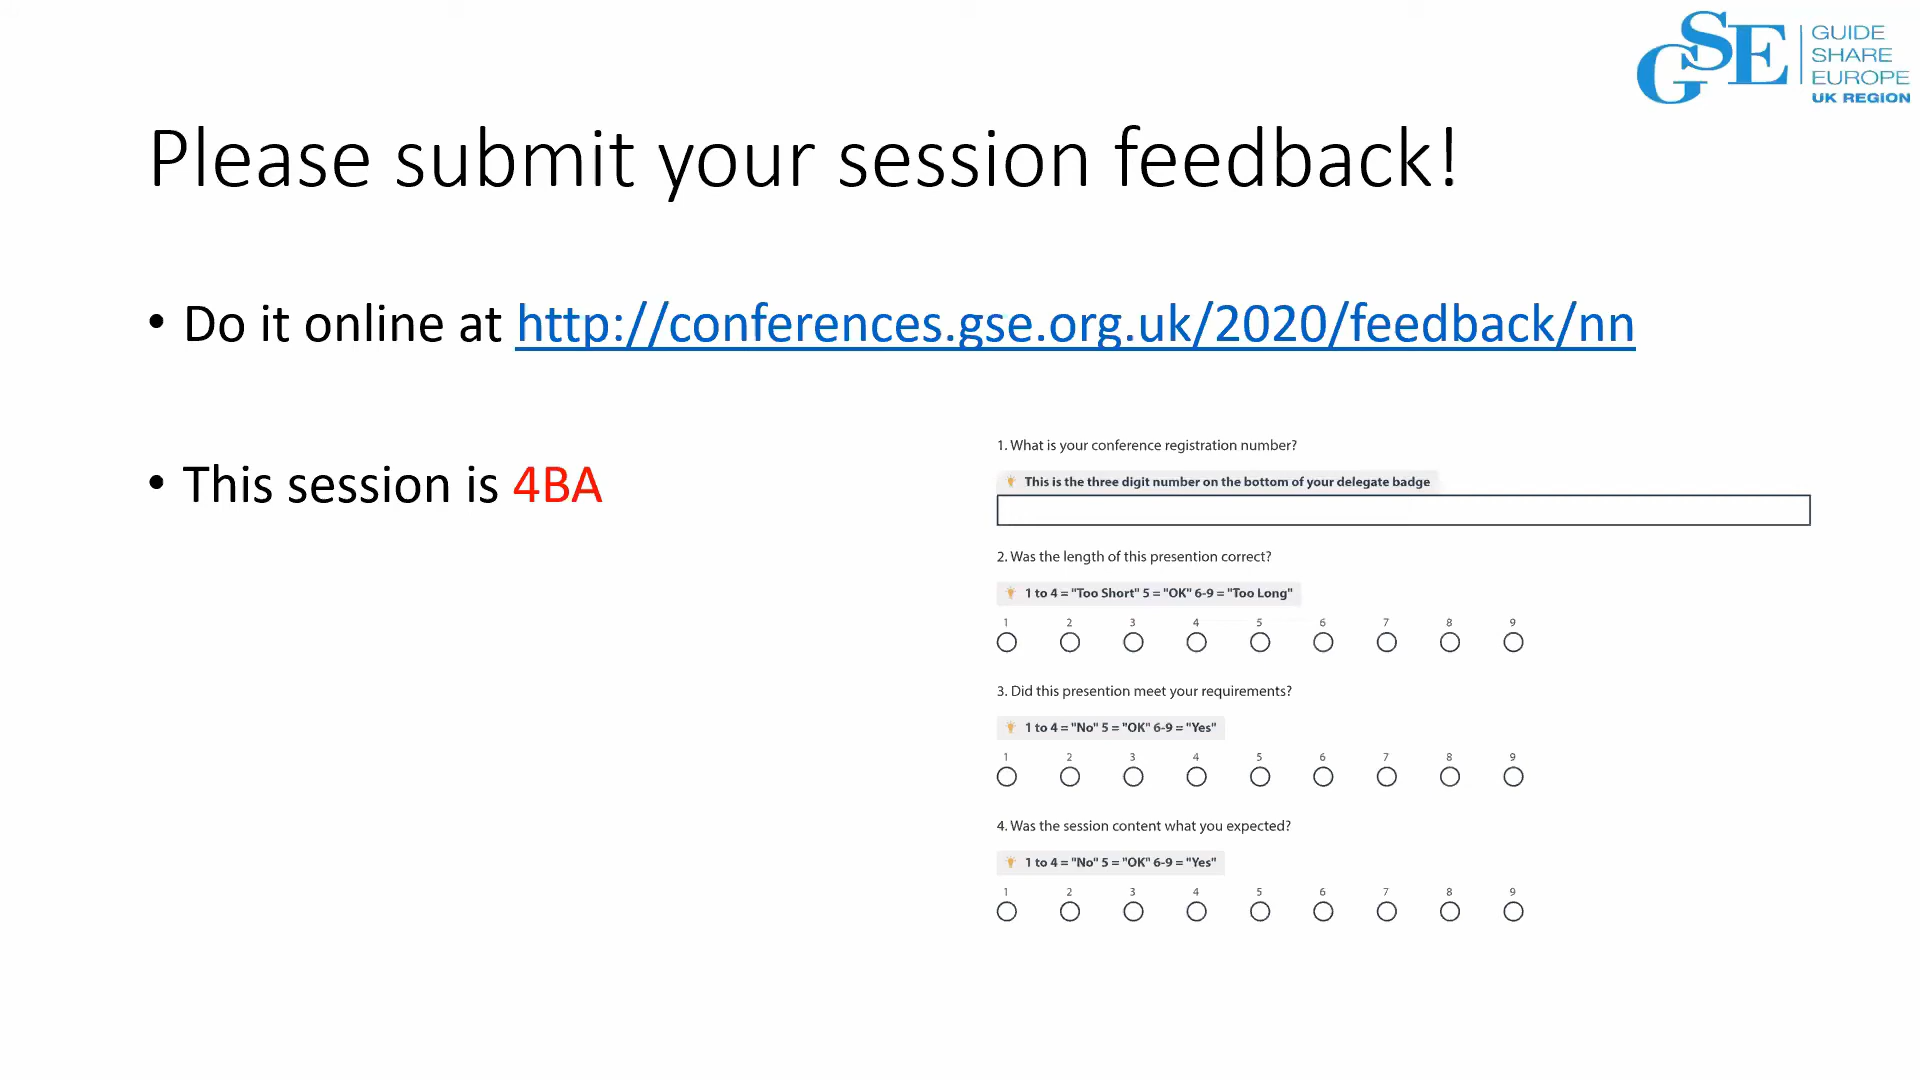 GSE
GUIDE
SHARE
EUROPE
UK REGION
Please submit your session feedback!
• Do it online at http://conferences.gse.org.uk/2020/feedback/nn
• This session is 4BA
1. What is your conference registration number?
This is the three digit number on the bottom of your delegate badge
2. Was the length of this presention correct?
1 to 4 = "Too Short" 5 = "OK" 6-9 = "Too Long"
1 2 3 4 5 6 7 8 9
3. Did this presention meet your requirements?
1 to 4 = "No" 5 = "OK" 6-9 = "Yes"
1 2 3 4 5 6 7 8 9
4. Was the session content what you expected?
1 to 4 = "No" 5 = "OK" 6-9 = "Yes"
1 2 3 4 5 6 7 8 9